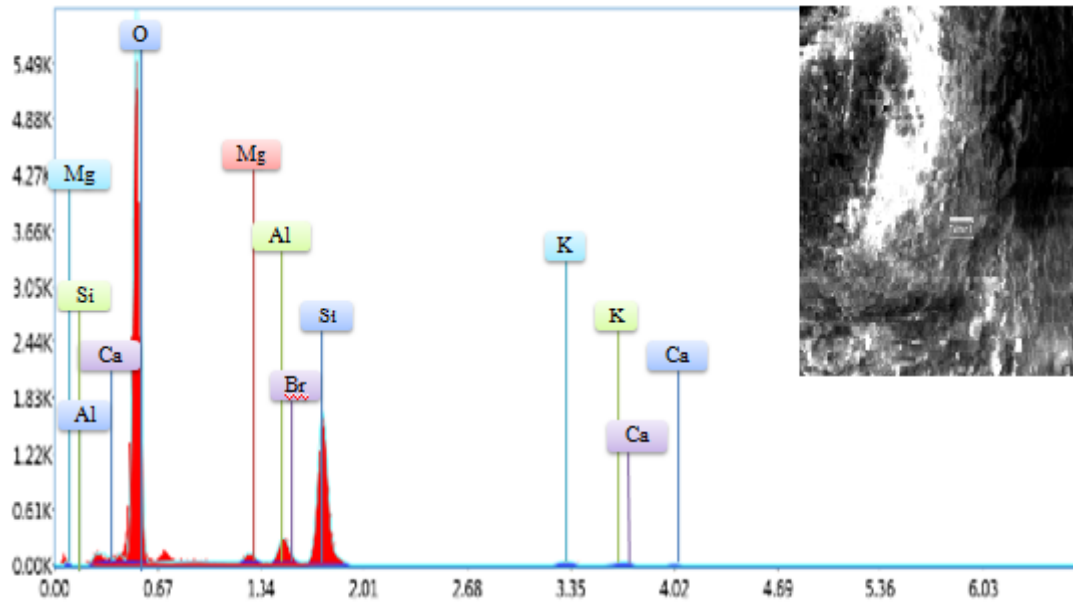 O
5.49K
4.88K
Mg
Mg
4.27K
Al
3.66K
K
Si
3.05K
Si
K
Ca
Ca
2.44K
Br
1.83K
Al
Ca
1.22K
0.61K
0.00K
0.00 0.67 1.34 2.01 2.68 3.35 4.02 4.69 5.36 6.03